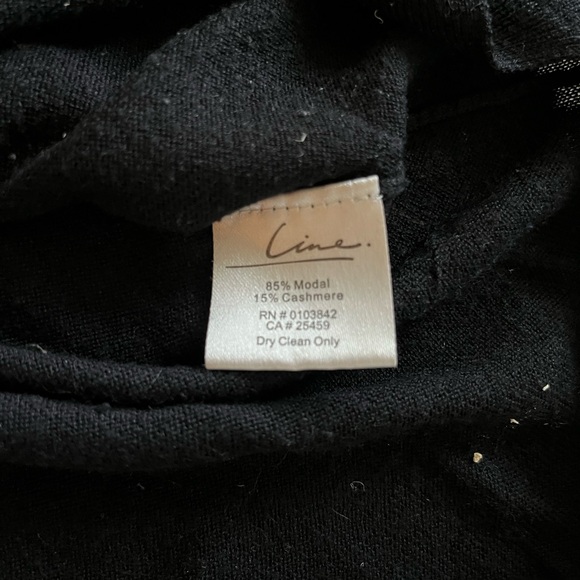 Line.
85% Modal
15% Cashmere
RN # 0103842
CA # 25459
Dry Clean Only